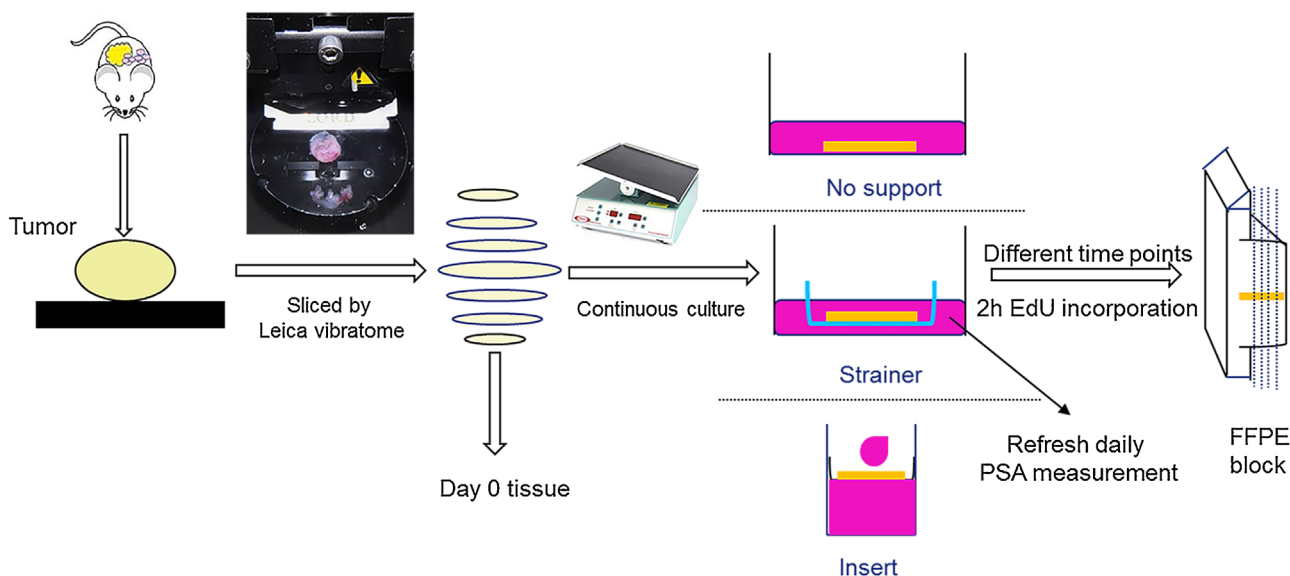 Tumor
Sliced by
Leica vibratome
Day 0 tissue
Continuous culture
No support
Strainer
Insert
Different time points
2h EdU incorporation
Refresh daily
PSA measurement
FFPE
block